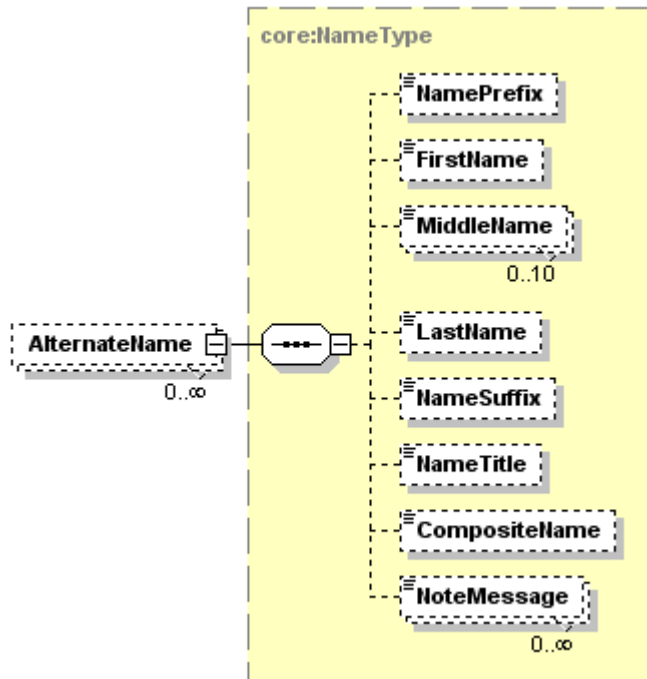 core:NameType
NamePrefix
FirstName
MiddleName
0..10
LastName
AlternateName
0..∞
NameSuffix
NameTitle
CompositeName
NoteMessage
0..∞